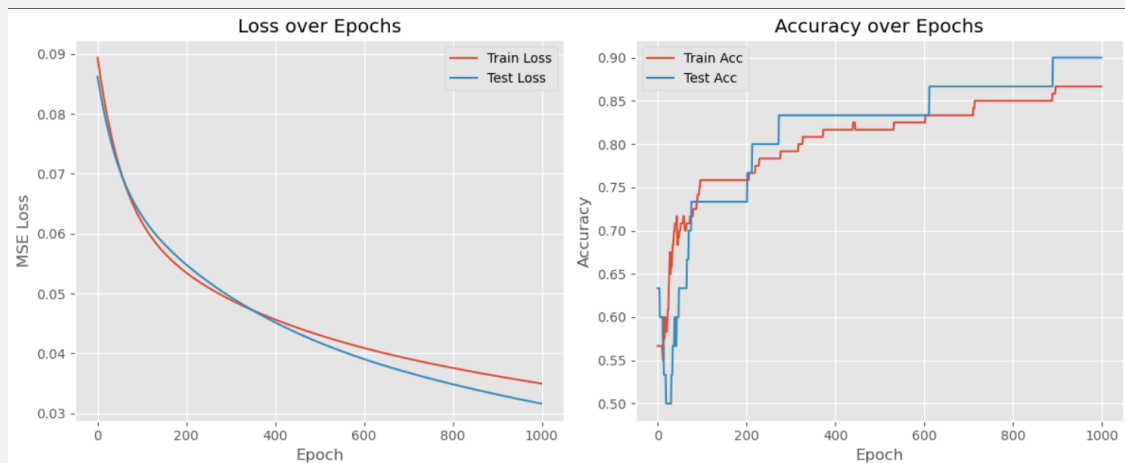 Loss over Epochs
Train Loss
Test Loss
0.09
0.08
0.07
0.06
0.05
0.04
0.03
MSE Loss
0
200
400
600
800
1000
Epoch
Accuracy over Epochs
Train Acc
Test Acc
0.90
0.85
0.80
0.75
0.70
0.65
0.60
0.55
0.50
Accuracy
0
200
400
600
800
1000
Epoch